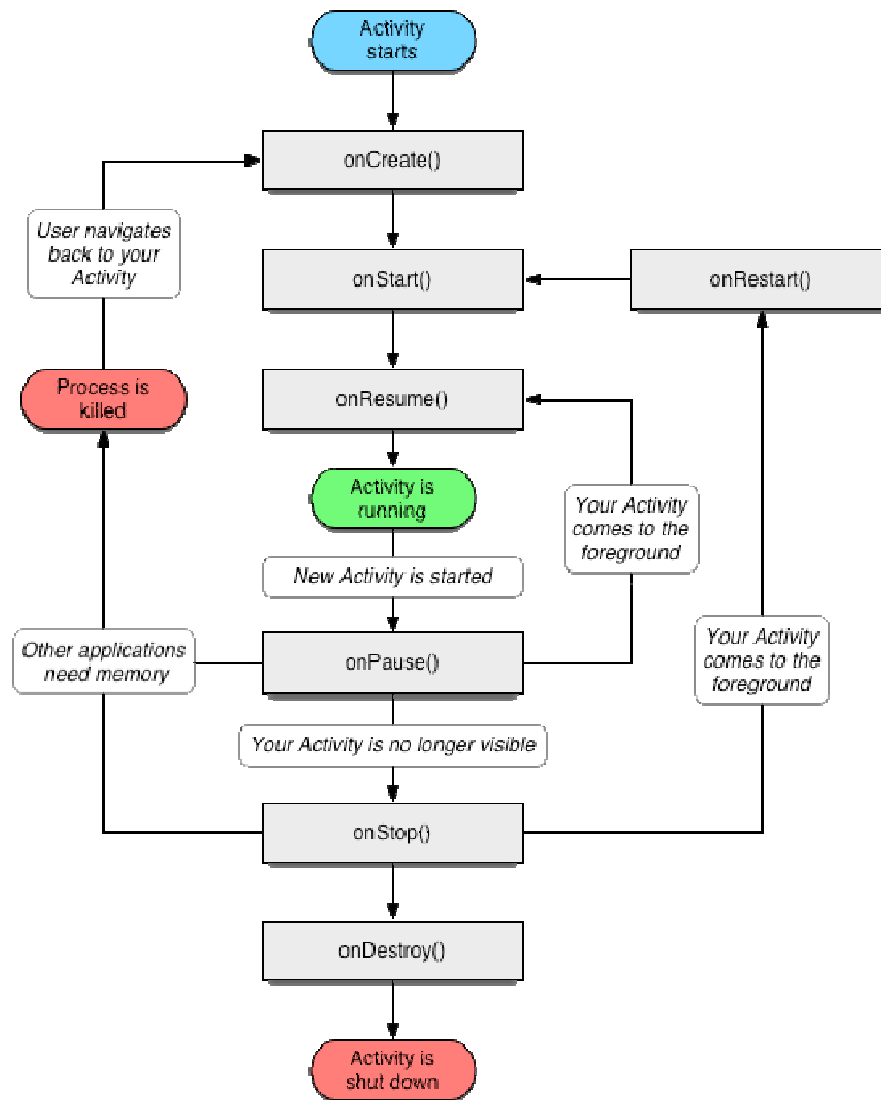 Activity
starts
onCreate()
User navigates
back to your
Activity
onStart()
onRestart()
Process is
killed
onResume()
Activity is
running
Your Activity
comes to the
foreground
New Activity is started
Other applications
need memory
onPause()
Your Activity
comes to the
foreground
Your Activity is no longer visible
onStop()
onDestroy()
Activity is
shut down